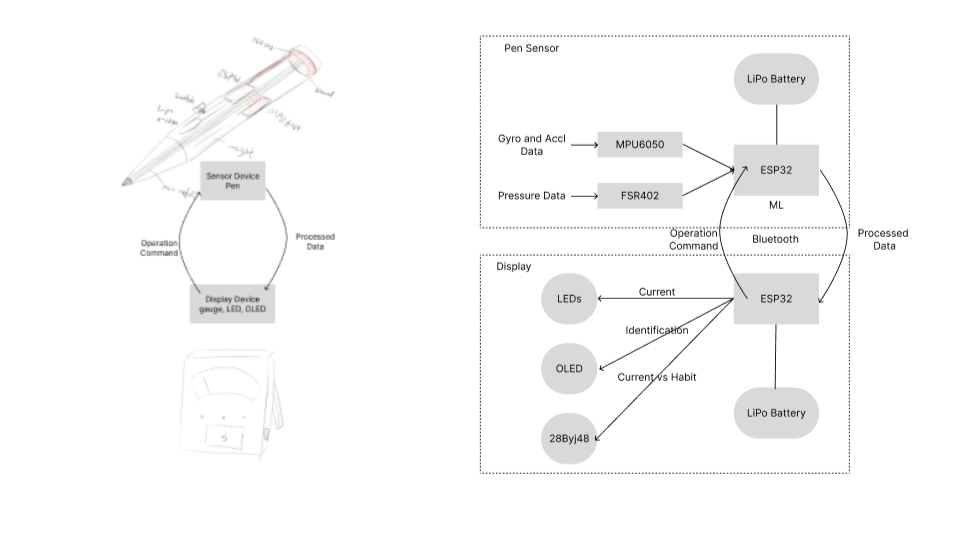 Sensor Device
Pen
Operation
Command
Processed
Data
Display Device
gauge, LED, OLED
Pen Sensor
LiPo Battery
Gyro and Accl
Data
MPU6050
ESP32
Pressure Data
FSR402
ML
Operation
Command
Bluetooth
Processed
Data
Display
LEDs
Current
ESP32
Identification
OLED
Current vs Habit
LiPo Battery
28Byj48